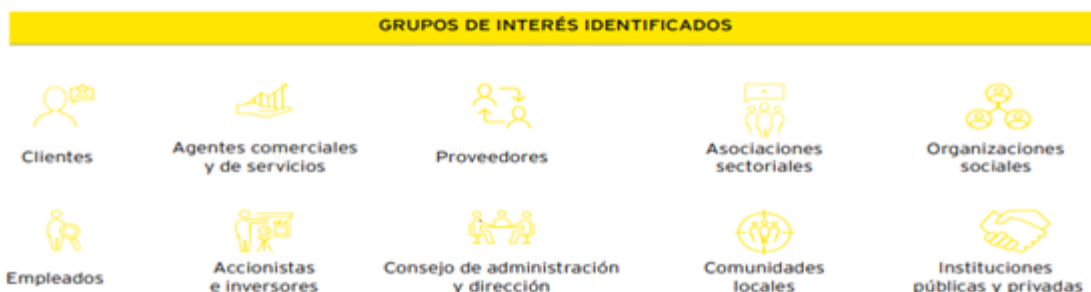 GRUPOS DE INTERÉS IDENTIFICADOS
Clientes
Agentes comerciales
y de servicios
Proveedores
Asociaciones
sectoriales
Organizaciones
sociales
Empleados
Accionistas
e inversores
Consejo de administración
y dirección
Comunidades
locales
Instituciones
públicas y privadas